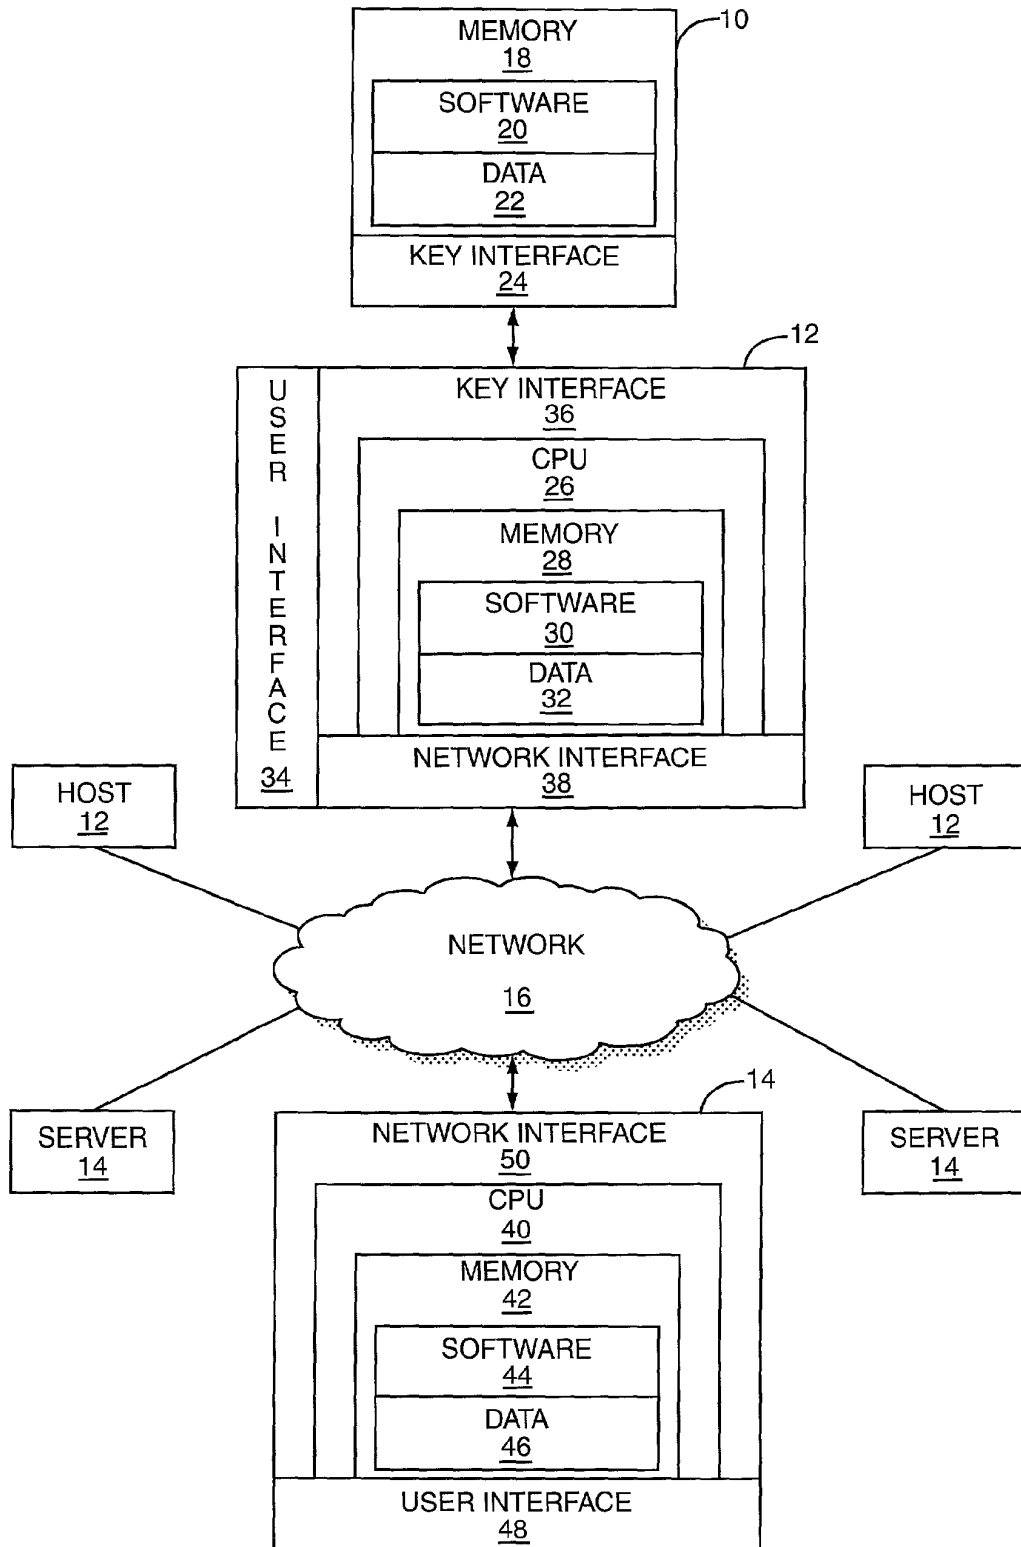 10
MEMORY
18
SOFTWARE
20
DATA
22
KEY INTERFACE
24
12
USER INTERFACE
34
KEY INTERFACE
36
CPU
26
MEMORY
28
SOFTWARE
30
DATA
32
NETWORK INTERFACE
38
HOST
12
HOST
12
NETWORK
16
SERVER
14
SERVER
14
14
NETWORK INTERFACE
50
CPU
40
MEMORY
42
SOFTWARE
44
DATA
46
USER INTERFACE
48